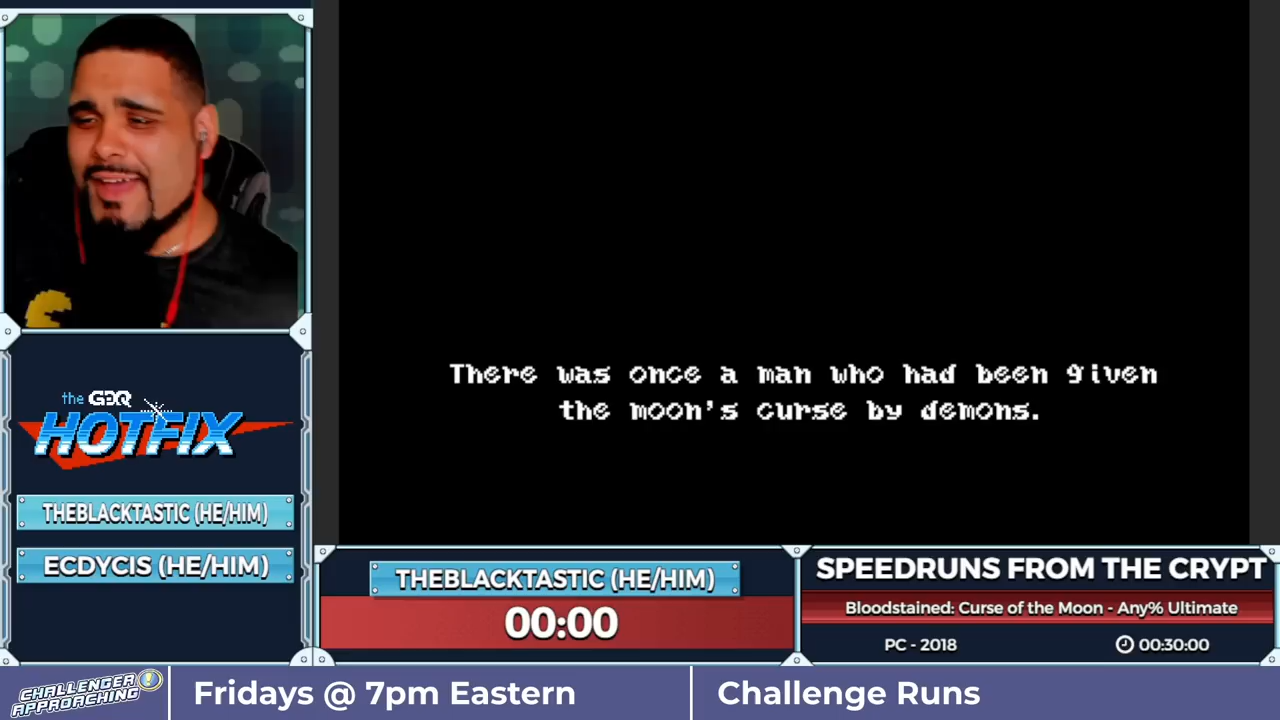 There was once a man who had been given
the moon's curse by demons.
the GDQ
HOTFIX
THEBLACKTASTIC (HE/HIM)
ECDYCIS (HE/HIM)
THEBLACKTASTIC (HE/HIM)
00:00
SPEEDRUNS FROM THE CRYPT
Bloodstained: Curse of the Moon - Any% Ultimate
PC - 2018
00:30:00
CHALLENGER
APPROACHING
Fridays @ 7pm Eastern
Challenge Runs